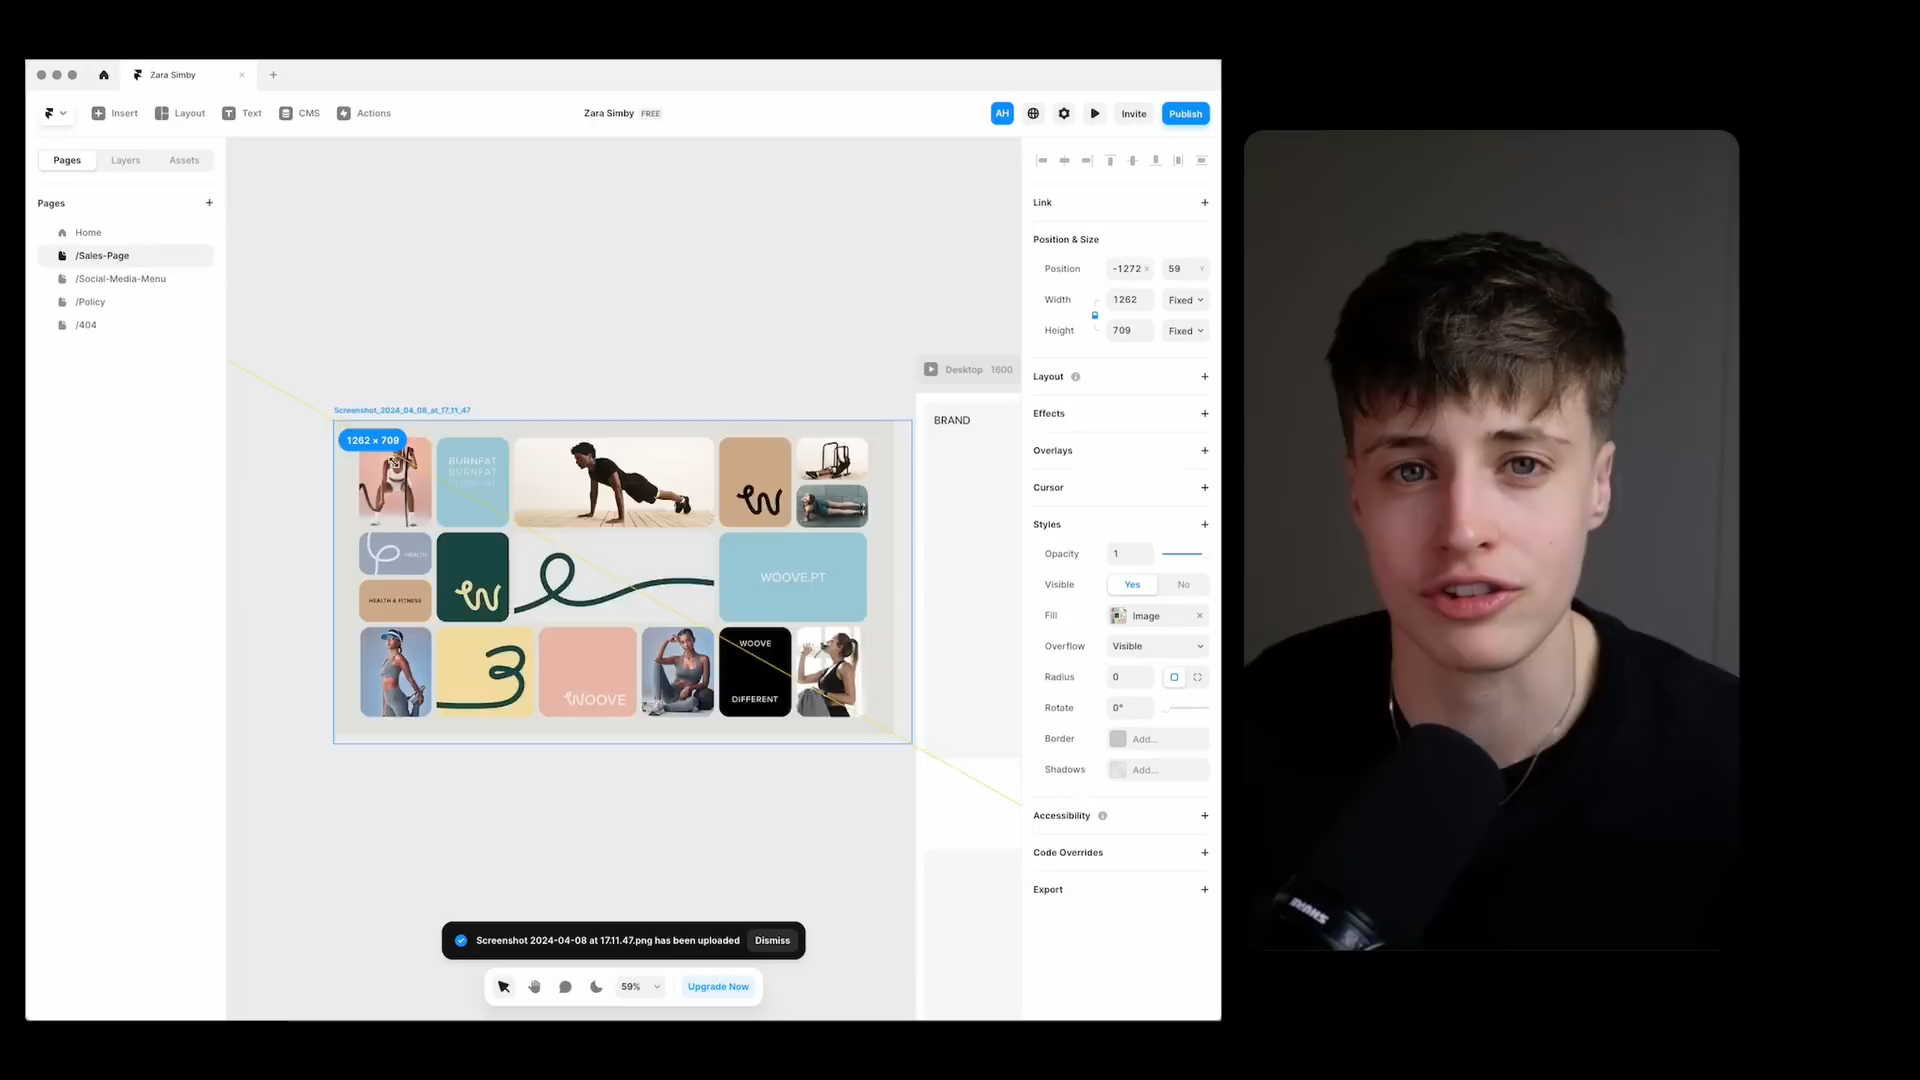 Zara Simby
Insert
Layout
Text
CMS
Actions
Zara Simby FREE
AH
Invite
Publish
Pages
Layers
Assets
Pages
Home
/Sales-Page
/Social-Media-Menu
/Policy
/404
Desktop 1600
BRAND
Screenshot_2024_04_08_at_17_11_47
1262 × 709
BURNFAT
BURNFAT
HEALTH
HEALTH & FITNESS
WOOVE.PT
WOOVE
WOOVE
DIFFERENT
Screenshot 2024-04-08 at 17.11.47.png has been uploaded
Dismiss
59%
Upgrade Now
Link
Position & Size
Position -1272 X 59 Y
Width 1262 Fixed
Height 709 Fixed
Layout
Effects
Overlays
Cursor
Styles
Opacity 1
Visible Yes No
Fill Image
Overflow Visible
Radius 0
Rotate 0°
Border Add...
Shadows Add...
Accessibility
Code Overrides
Export